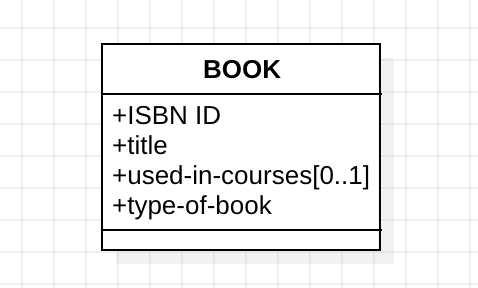 BOOK
+ISBN ID
+title
+used-in-courses[0..1]
+type-of-book